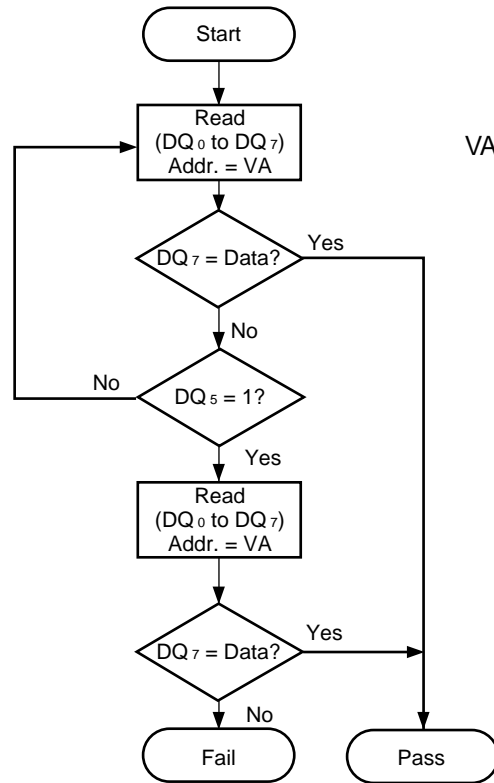 Start
Read
(DQ0 to DQ7)
Addr. = VA
VA
DQ7 = Data?
Yes
No
No
DQ5 = 1?
Yes
Read
(DQ0 to DQ7)
Addr. = VA
DQ7 = Data?
Yes
No
Fail
Pass